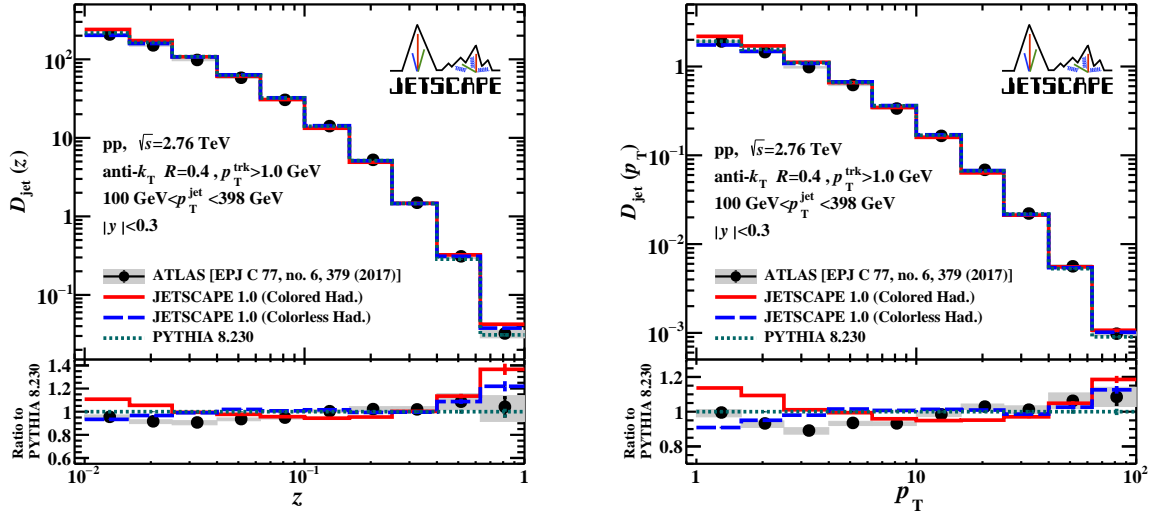 10²
10
1
10⁻¹
D_jet (z)
JETSCAPE
pp, √s=2.76 TeV
anti-k_T R=0.4 , p_T^trk>1.0 GeV
100 GeV<p_T^jet <398 GeV
|y|<0.3
ATLAS [EPJ C 77, no. 6, 379 (2017)]
JETSCAPE 1.0 (Colored Had.)
JETSCAPE 1.0 (Colorless Had.)
PYTHIA 8.230
Ratio to
PYTHIA 8.230
1.4
1.2
1
0.8
0.6
10⁻² 10⁻¹ 1
z
1
10⁻¹
10⁻²
10⁻³
D_jet (p_T)
JETSCAPE
pp, √s=2.76 TeV
anti-k_T R=0.4 , p_T^trk>1.0 GeV
100 GeV<p_T^jet <398 GeV
|y|<0.3
ATLAS [EPJ C 77, no. 6, 379 (2017)]
JETSCAPE 1.0 (Colored Had.)
JETSCAPE 1.0 (Colorless Had.)
PYTHIA 8.230
Ratio to
PYTHIA 8.230
1.2
1
0.8
1 10 10²
p_T